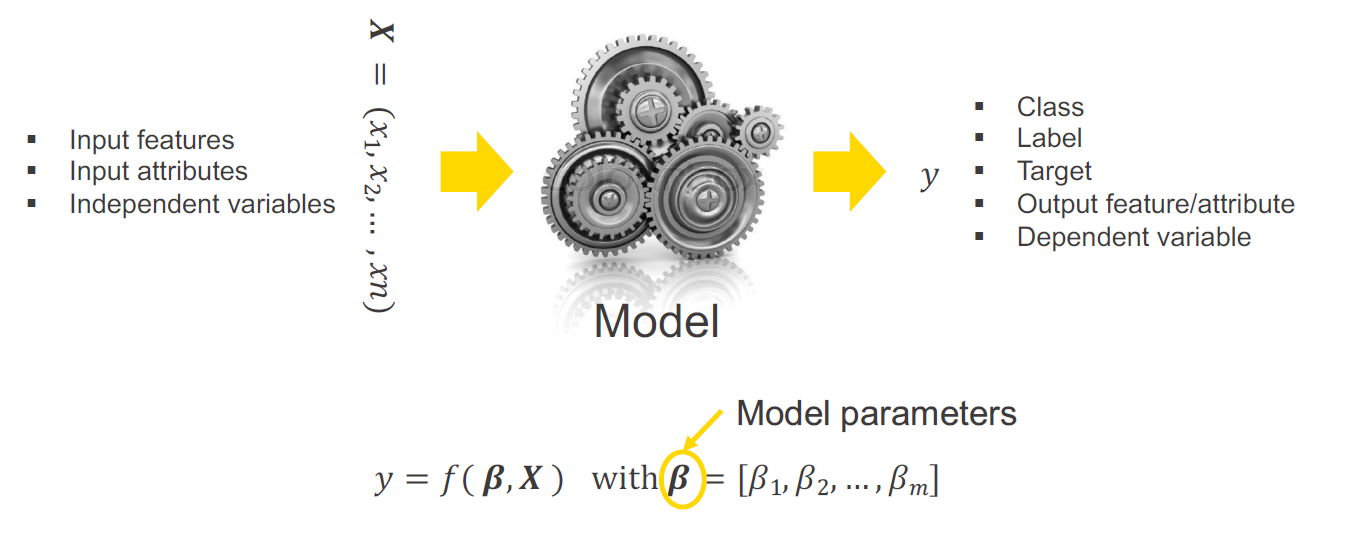 Input features
Input attributes
Independent variables
X = (x₁, x₂, ⋯ , xn)
Model
y
Class
Label
Target
Output feature/attribute
Dependent variable
Model parameters
y = f( β, X ) with β = [β₁, β₂, … , βₘ]